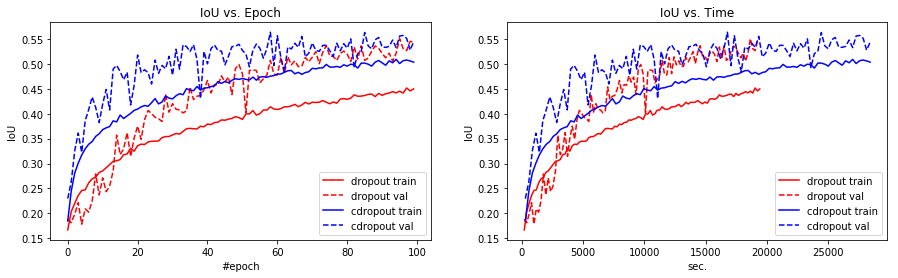 IoU vs. Epoch
IoU
0.55
0.50
0.45
0.40
0.35
0.30
0.25
0.20
0.15
0
20
40
60
80
100
#epoch
dropout train
dropout val
cdropout train
cdropout val
IoU vs. Time
IoU
0.55
0.50
0.45
0.40
0.35
0.30
0.25
0.20
0.15
0
5000
10000
15000
20000
25000
sec.
dropout train
dropout val
cdropout train
cdropout val